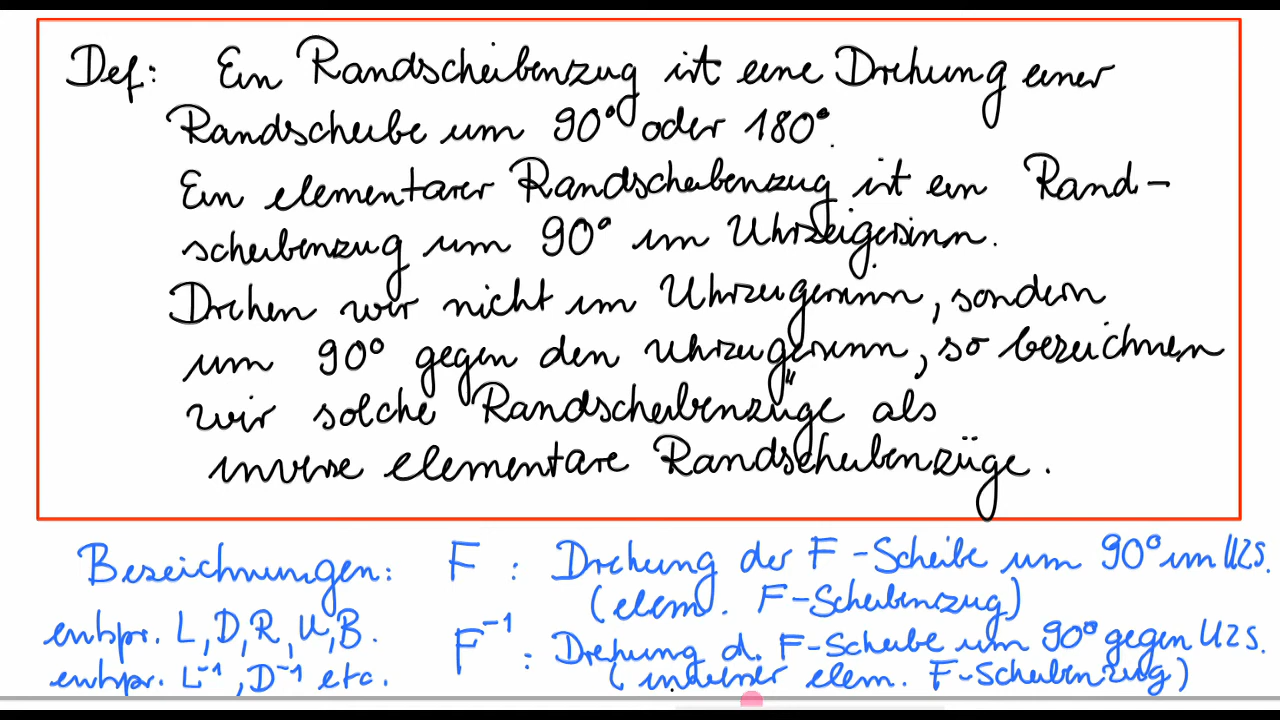 Def: Ein Randscheibenzug ist eine Drehung einer
Randscheibe um 90° oder 180°.
Ein elementarer Randscheibenzug ist ein Rand-
scheibenzug um 90° im Uhrzeigersinn.
Drehen wir nicht im Uhrzeigersinn, sondern
um 90° gegen den Uhrzeigersinn, so bezeichnen
wir solche Randscheibenzüge als
inverse elementare Randscheibenzüge.
Bezeichnungen: F : Drehung der F-Scheibe um 90° im UZS.
(elem. F-Scheibenzug)
entspr. L, D, R, U, B. F⁻¹ : Drehung d. F-Scheibe um 90° gegen UZS.
entspr. L⁻¹, D⁻¹ etc. (inverser elem. F-Scheibenzug)